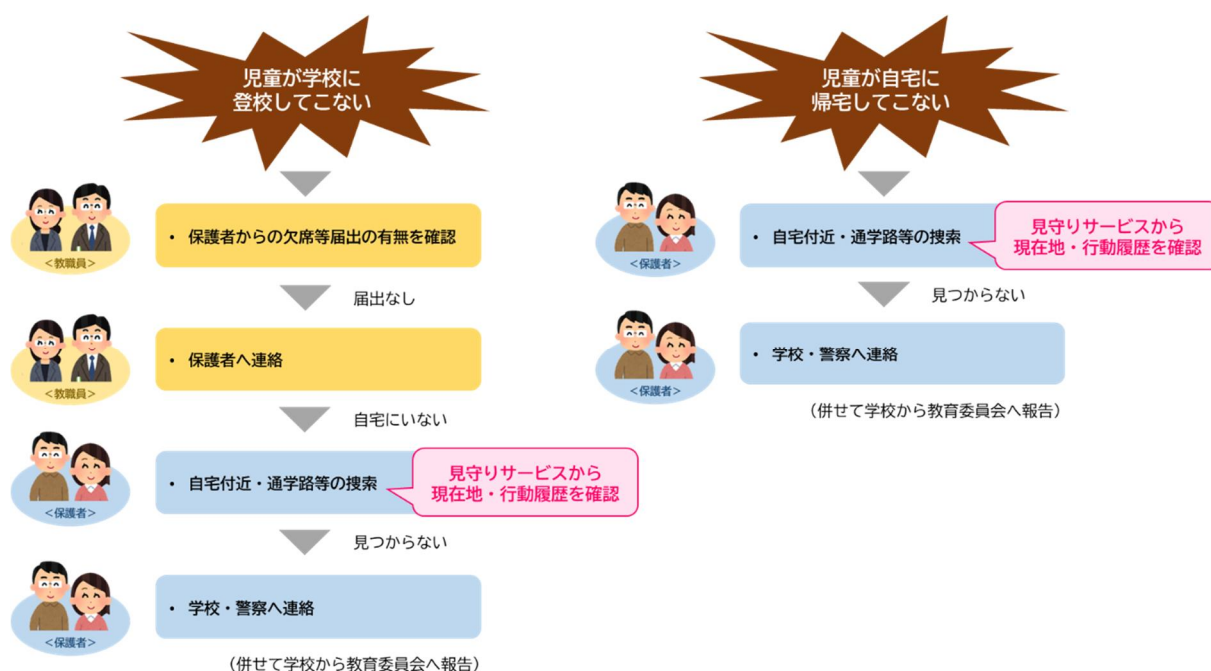 児童が学校に
登校してこない
<教職員>
・ 保護者からの欠席等届出の有無を確認
届出なし
<教職員>
・ 保護者へ連絡
自宅にいない
<保護者>
・ 自宅付近・通学路等の捜索
見守りサービスから
現在地・行動履歴を確認
見つからない
<保護者>
・ 学校・警察へ連絡
（併せて学校から教育委員会へ報告）
児童が自宅に
帰宅してこない
<保護者>
・ 自宅付近・通学路等の捜索
見守りサービスから
現在地・行動履歴を確認
見つからない
<保護者>
・ 学校・警察へ連絡
（併せて学校から教育委員会へ報告）